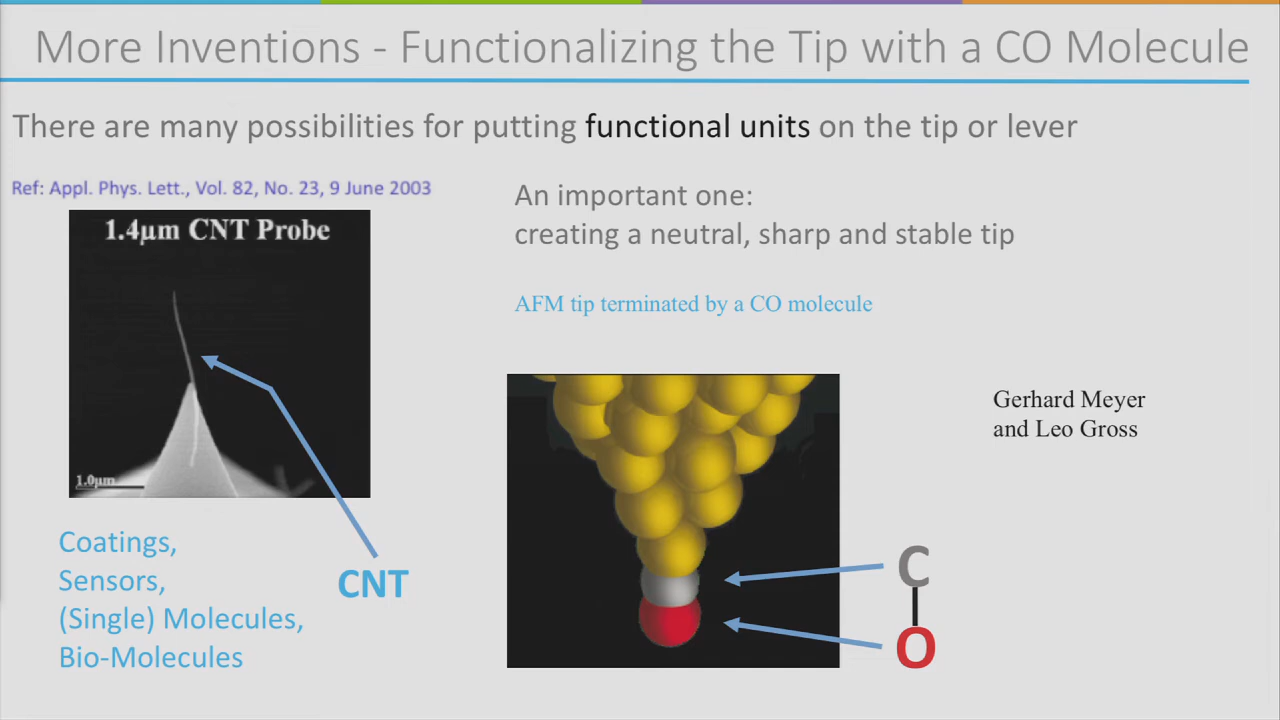 More Inventions - Functionalizing the Tip with a CO Molecule
There are many possibilities for putting functional units on the tip or lever
Ref: Appl. Phys. Lett., Vol. 82, No. 23, 9 June 2003
1.4µm CNT Probe
1.0µm
Coatings,
Sensors,
(Single) Molecules,
Bio-Molecules
CNT
An important one:
creating a neutral, sharp and stable tip
AFM tip terminated by a CO molecule
C
O
Gerhard Meyer
and Leo Gross